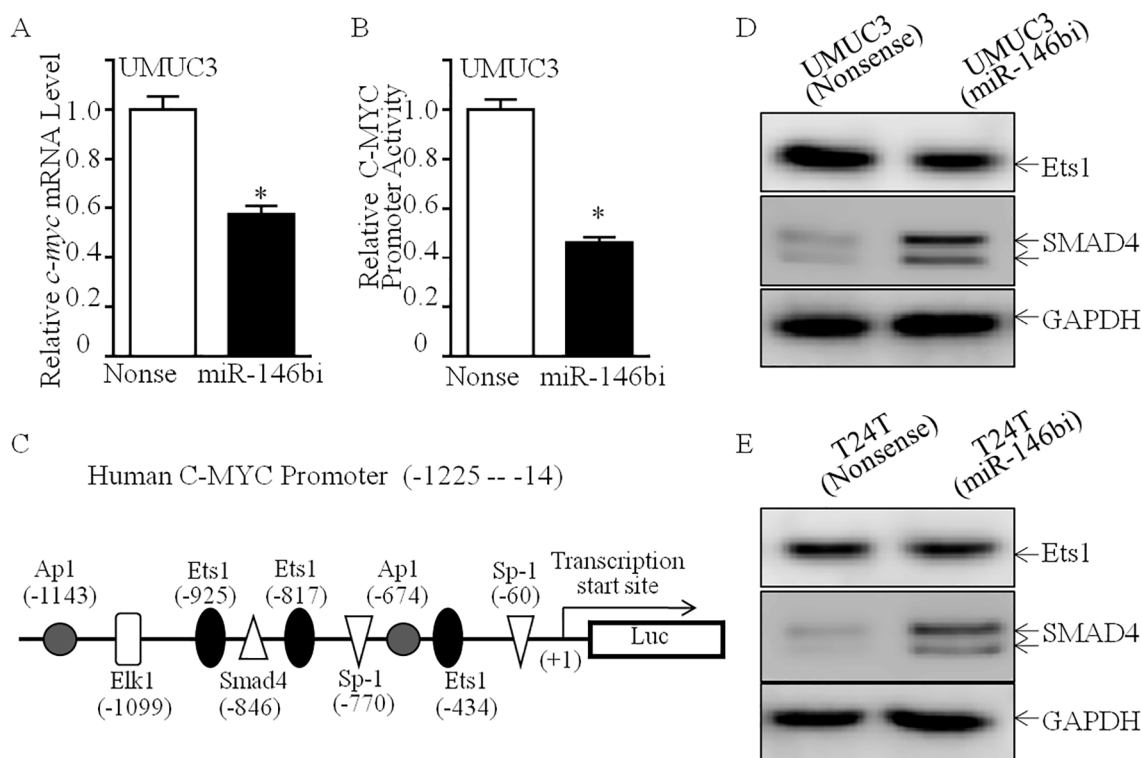 A
UMUC3
Relative c-myc mRNA Level
1.0
0.8
0.6
0.4
0.2
0
*
Nonse miR-146bi
B
UMUC3
Relative C-MYC
Promoter Activity
1.0
0.8
0.6
0.4
0.2
0
*
Nonse miR-146bi
C
Human C-MYC Promoter (-1225 -- -14)
Ap1
(-1143)
Elk1
(-1099)
Ets1
(-925)
Smad4
(-846)
Ets1
(-817)
Sp-1
(-770)
Ap1
(-674)
Ets1
(-434)
Sp-1
(-60)
Transcription
start site
(+1)
Luc
D
UMUC3
(Nonsense)
UMUC3
(miR-146bi)
Ets1
SMAD4
GAPDH
E
T24T
(Nonsense)
T24T
(miR-146bi)
Ets1
SMAD4
GAPDH